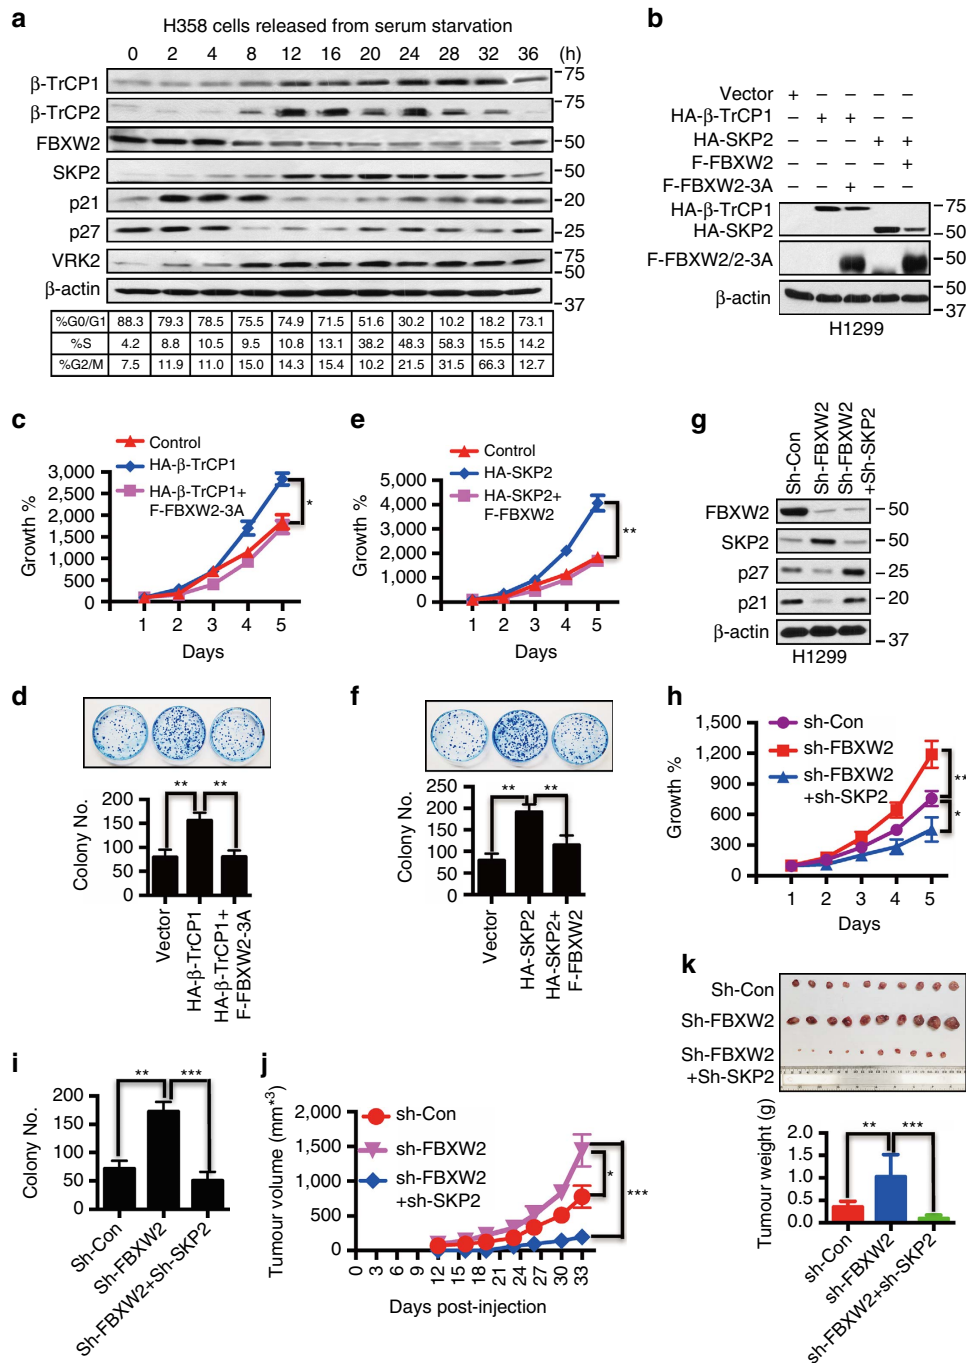 a
H358 cells released from serum starvation
0 2 4 8 12 16 20 24 28 32 36 (h)
β-TrCP1
75
β-TrCP2
75
FBXW2
50
SKP2
50
p21
20
p27
25
VRK2
75
50
β-actin
37
%G0/G1 88.3 79.3 78.5 75.5 74.9 71.5 51.6 30.2 10.2 18.2 73.1
%S 4.2 8.8 10.5 9.5 10.8 13.1 38.2 48.3 58.3 15.5 14.2
%G2/M 7.5 11.9 11.0 15.0 14.3 15.4 10.2 21.5 31.5 66.3 12.7
b
Vector + – – – –
HA-β-TrCP1 – + + – –
HA-SKP2 – – – + +
F-FBXW2 – – – – +
F-FBXW2-3A – – + – –
HA-β-TrCP1
75
HA-SKP2
50
F-FBXW2/2-3A
50
β-actin
50
37
H1299
c
Control
HA-β-TrCP1
HA-β-TrCP1+
F-FBXW2-3A
Growth %
3,000
2,500
2,000
1,500
1,000
500
0
*
1 2 3 4 5
Days
e
Control
HA-SKP2
HA-SKP2+
F-FBXW2
Growth %
5,000
4,000
3,000
2,000
1,000
0
**
1 2 3 4 5
Days
g
Sh-Con
Sh-FBXW2
Sh-FBXW2
+Sh-SKP2
FBXW2
50
SKP2
50
p27
25
p21
20
β-actin
37
H1299
d
** **
Colony No.
200
150
100
50
0
Vector
HA-β-TrCP1
HA-β-TrCP1+
F-FBXW2-3A
f
** **
Colony No.
250
200
150
100
50
0
Vector
HA-SKP2
HA-SKP2+
F-FBXW2
h
sh-Con
sh-FBXW2
sh-FBXW2
+sh-SKP2
Growth %
1,500
1,200
900
600
300
0
**
*
1 2 3 4 5
Days
i
** ***
Colony No.
200
150
100
50
0
Sh-Con
Sh-FBXW2
Sh-FBXW2+Sh-SKP2
j
sh-Con
sh-FBXW2
sh-FBXW2
+sh-SKP2
Tumour volume (mm*³)
2,000
1,500
1,000
500
0
*
***
0 3 6 9 12 15 18 21 24 27 30 33
Days post-injection
k
Sh-Con
Sh-FBXW2
Sh-FBXW2
+Sh-SKP2
** ***
Tumour weight (g)
2.0
1.5
1.0
0.5
0.0
sh-Con
sh-FBXW2
sh-FBXW2+sh-SKP2